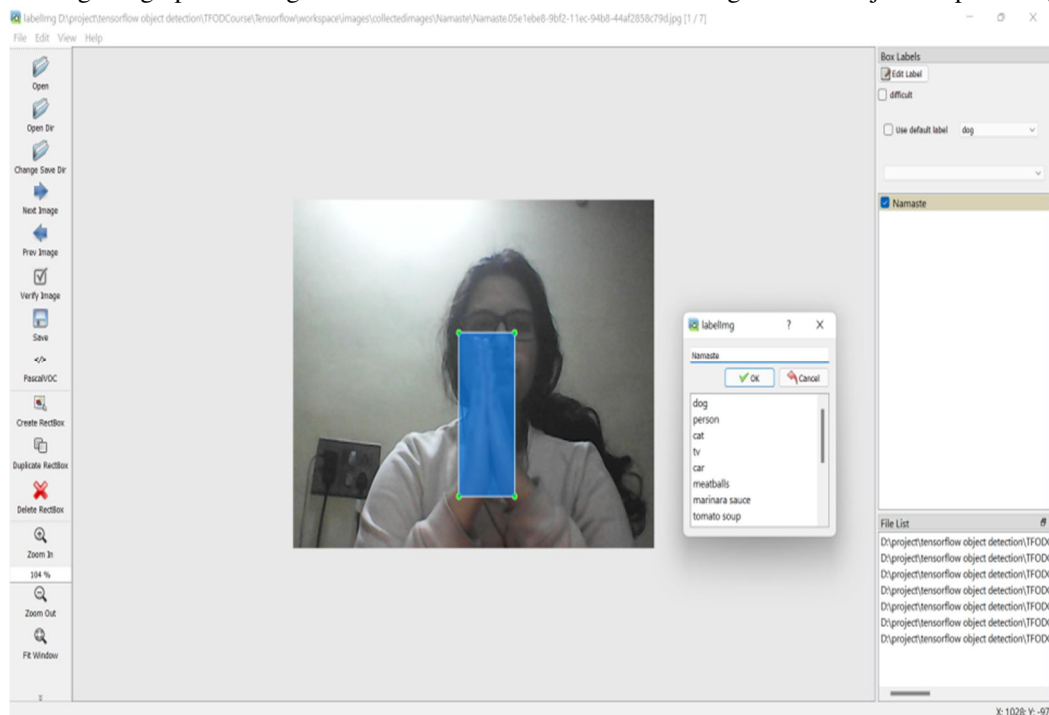 labelImg D:\project\tensorflow object detection\TFODCourse\Tensorflow\workspace\images\collectedimages\Namaste\Namaste.05e1ebe8-9bf2-11ec-94b8-44af2858c79d.jpg [1 / 7]
File Edit View Help
Open
Open Dir
Change Save Dir
Next Image
Prev Image
Verify Image
Save
</>
PascalVOC
Create RectBox
Duplicate RectBox
Delete RectBox
Zoom In
104 %
Zoom Out
Fit Window
labelImg ? X
Namaste
OK Cancel
dog
person
cat
tv
car
meatballs
marinara sauce
tomato soup
Box Labels
Edit Label
difficult
Use default label dog
Namaste
File List
D:\project\tensorflow object detection\TFOD
D:\project\tensorflow object detection\TFOD
D:\project\tensorflow object detection\TFOD
D:\project\tensorflow object detection\TFOD
D:\project\tensorflow object detection\TFOD
D:\project\tensorflow object detection\TFOD
D:\project\tensorflow object detection\TFOD
X: 1028; Y: -97